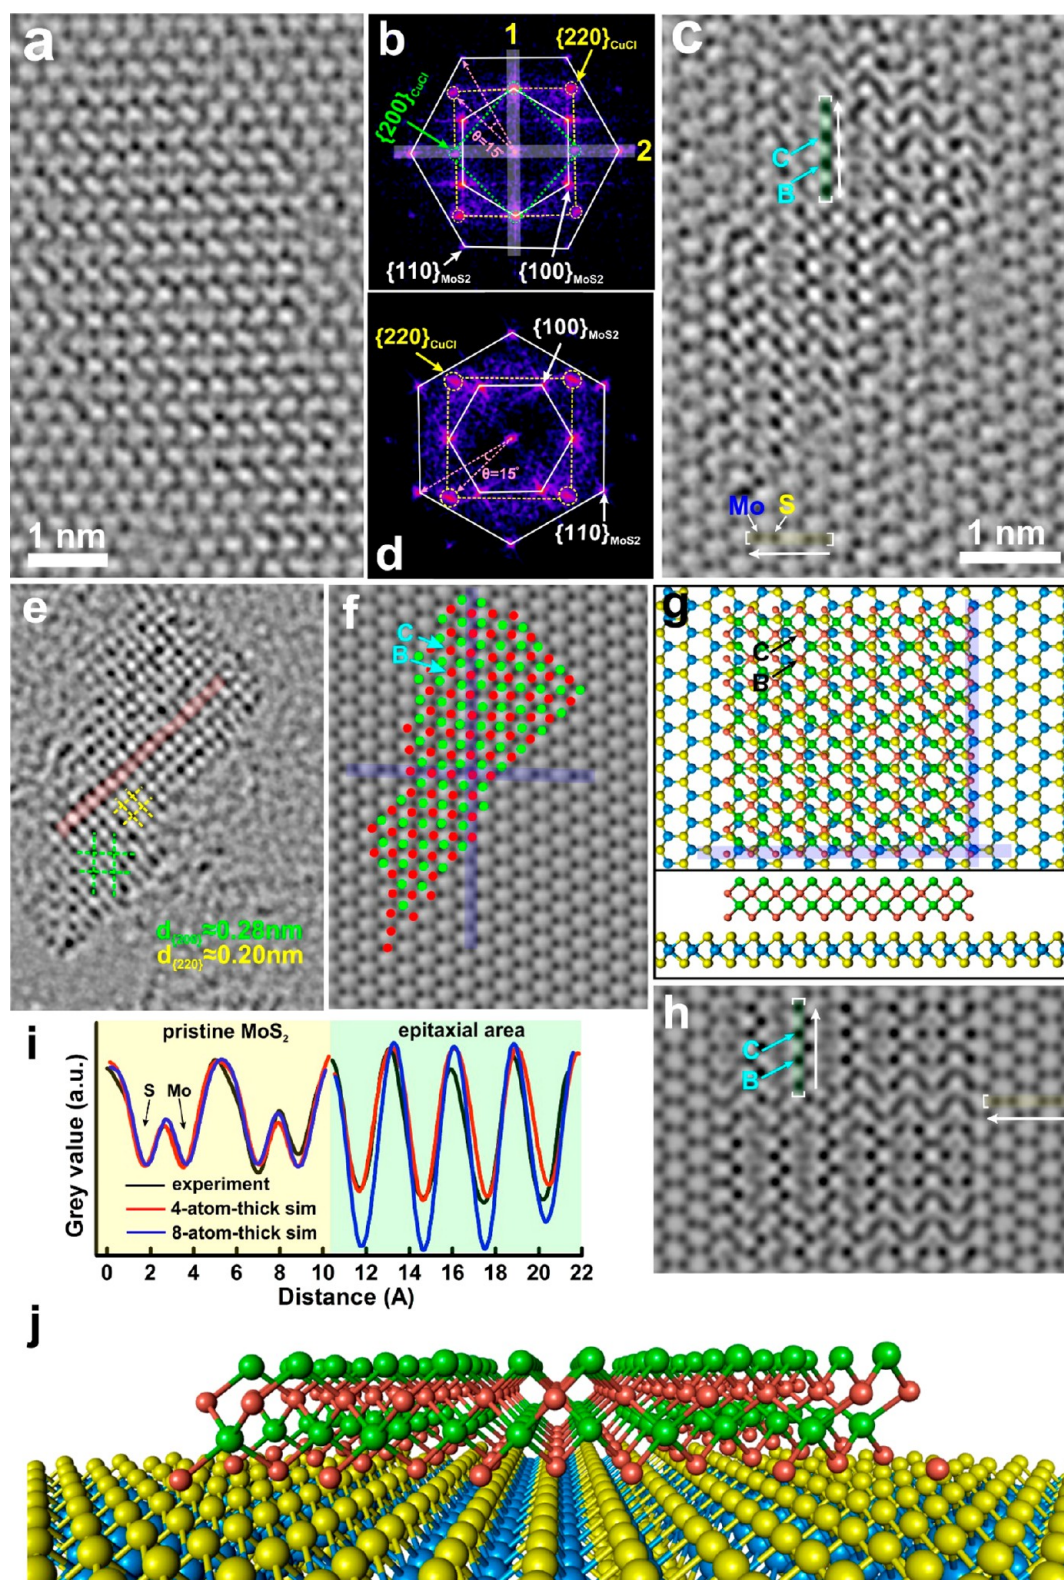 a
1 nm
b
1
{220}CuCl
{200}CuCl
θ=15°
2
{110}MoS2
{100}MoS2
c
C
B
Mo
S
1 nm
{220}CuCl
{100}MoS2
θ=15°
{110}MoS2
d
e
d{200}≈0.28nm
d{220}≈0.20nm
f
C
B
g
C
B
h
C
B
i
pristine MoS2
epitaxial area
Grey value (a.u.)
S
Mo
experiment
4-atom-thick sim
8-atom-thick sim
0 2 4 6 8 10 12 14 16 18 20 22
Distance (A)
j